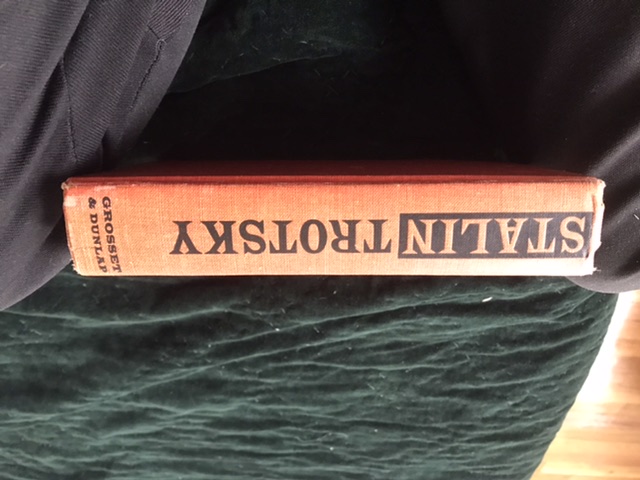 STALIN TROTSKY
GROSSET
& DUNLAP